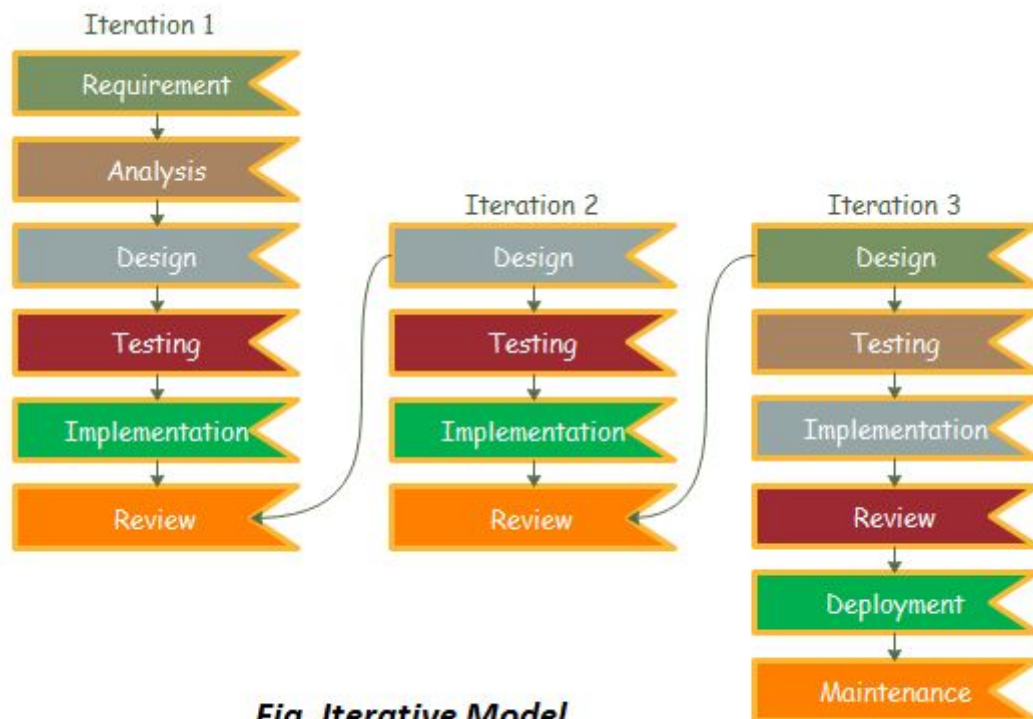 Iteration 1
Requirement
Analysis
Design
Testing
Implementation
Review
Iteration 2
Design
Testing
Implementation
Review
Iteration 3
Design
Testing
Implementation
Review
Deployment
Maintenance
Fig. Iterative Model